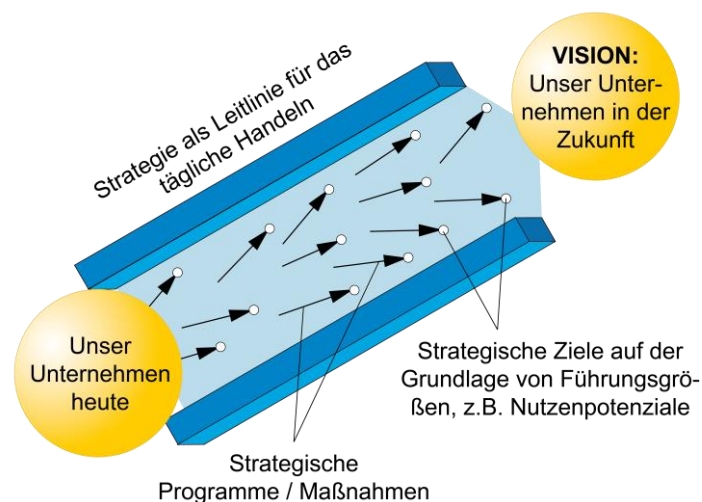 VISION:
Unser Unter-
nehmen in der
Zukunft
Strategie als Leitlinie für das
tägliche Handeln
Unser
Unternehmen
heute
Strategische Ziele auf der
Grundlage von Führungsgrö-
ßen, z.B. Nutzenpotenziale
Strategische
Programme / Maßnahmen